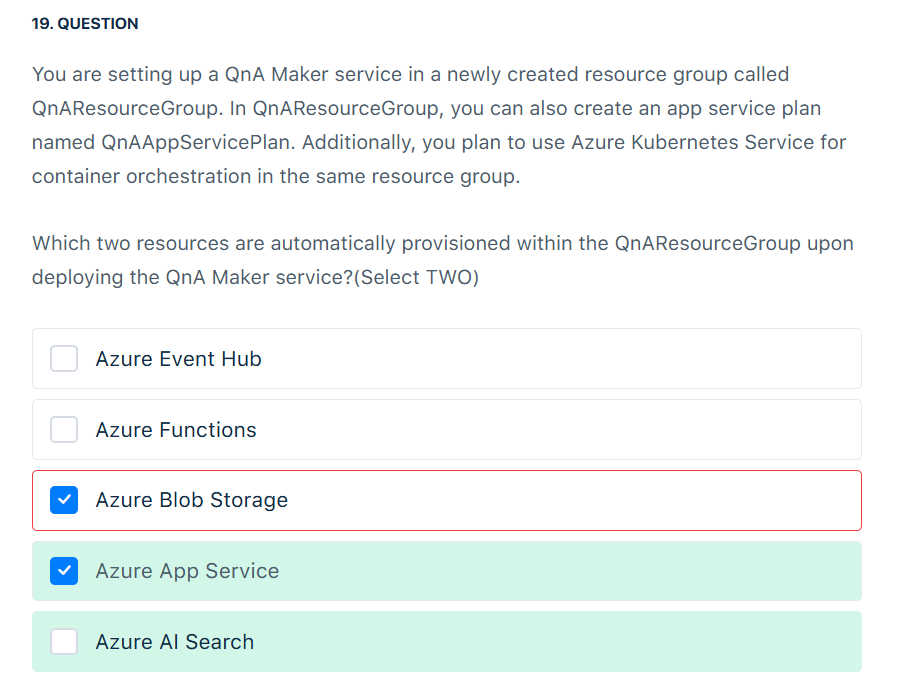 19. QUESTION
You are setting up a QnA Maker service in a newly created resource group called
QnAResourceGroup. In QnAResourceGroup, you can also create an app service plan
named QnAAppServicePlan. Additionally, you plan to use Azure Kubernetes Service for
container orchestration in the same resource group.
Which two resources are automatically provisioned within the QnAResourceGroup upon
deploying the QnA Maker service?(Select TWO)
Azure Event Hub
Azure Functions
Azure Blob Storage
Azure App Service
Azure AI Search